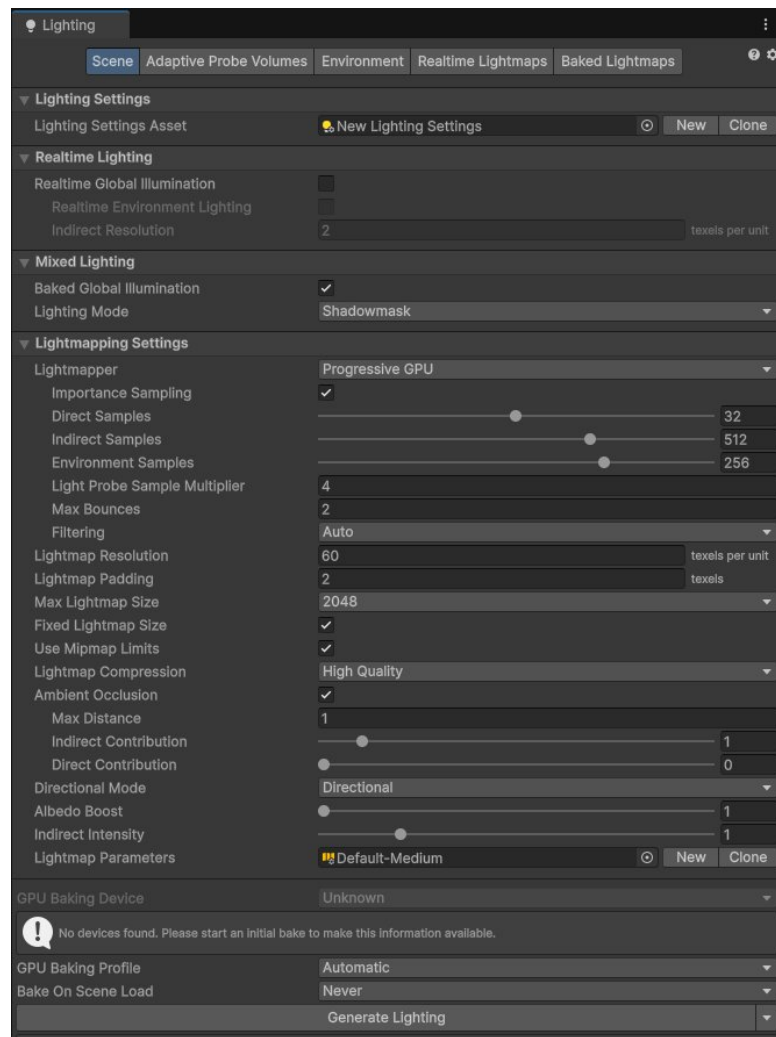 Lighting
Scene Adaptive Probe Volumes Environment Realtime Lightmaps Baked Lightmaps
Lighting Settings
Lighting Settings Asset New Lighting Settings New Clone
Realtime Lighting
Realtime Global Illumination
Realtime Environment Lighting
Indirect Resolution 2 texels per unit
Mixed Lighting
Baked Global Illumination
Lighting Mode Shadowmask
Lightmapping Settings
Lightmapper Progressive GPU
Importance Sampling
Direct Samples 32
Indirect Samples 512
Environment Samples 256
Light Probe Sample Multiplier 4
Max Bounces 2
Filtering Auto
Lightmap Resolution 60 texels per unit
Lightmap Padding 2 texels
Max Lightmap Size 2048
Fixed Lightmap Size
Use Mipmap Limits
Lightmap Compression High Quality
Ambient Occlusion
Max Distance 1
Indirect Contribution 1
Direct Contribution 0
Directional Mode Directional
Albedo Boost 1
Indirect Intensity 1
Lightmap Parameters Default-Medium New Clone
GPU Baking Device Unknown
No devices found. Please start an initial bake to make this information available.
GPU Baking Profile Automatic
Bake On Scene Load Never
Generate Lighting